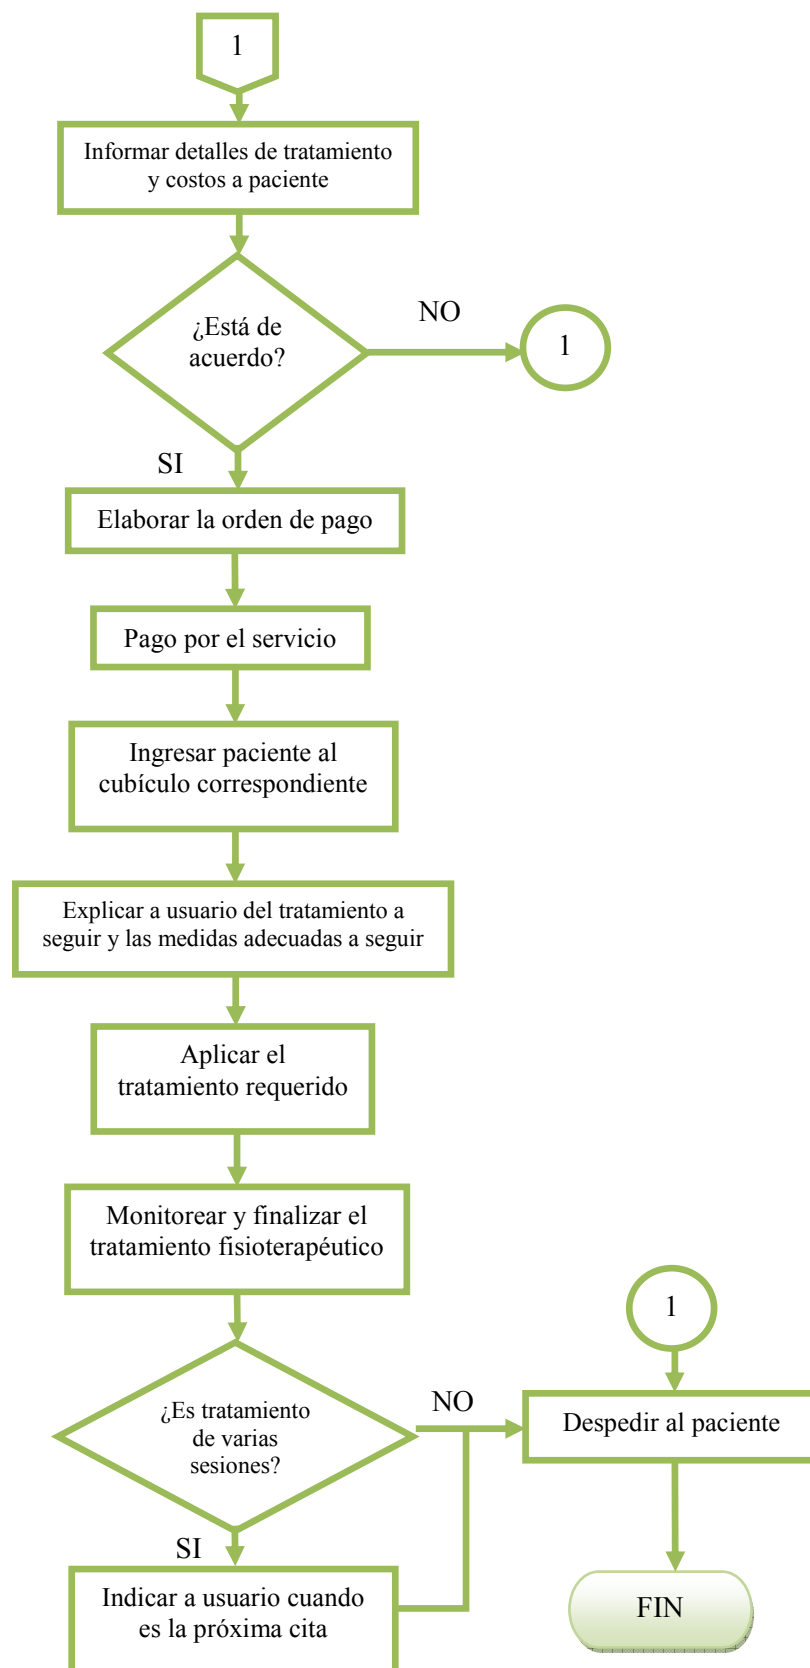 1
Informar detalles de tratamiento
y costos a paciente
¿Está de
acuerdo?
NO
1
SI
Elaborar la orden de pago
Pago por el servicio
Ingresar paciente al
cubículo correspondiente
Explicar a usuario del tratamiento a
seguir y las medidas adecuadas a seguir
Aplicar el
tratamiento requerido
Monitorear y finalizar el
tratamiento fisioterapéutico
1
¿Es tratamiento
de varias
sesiones?
NO
Despedir al paciente
SI
Indicar a usuario cuando
es la próxima cita
FIN